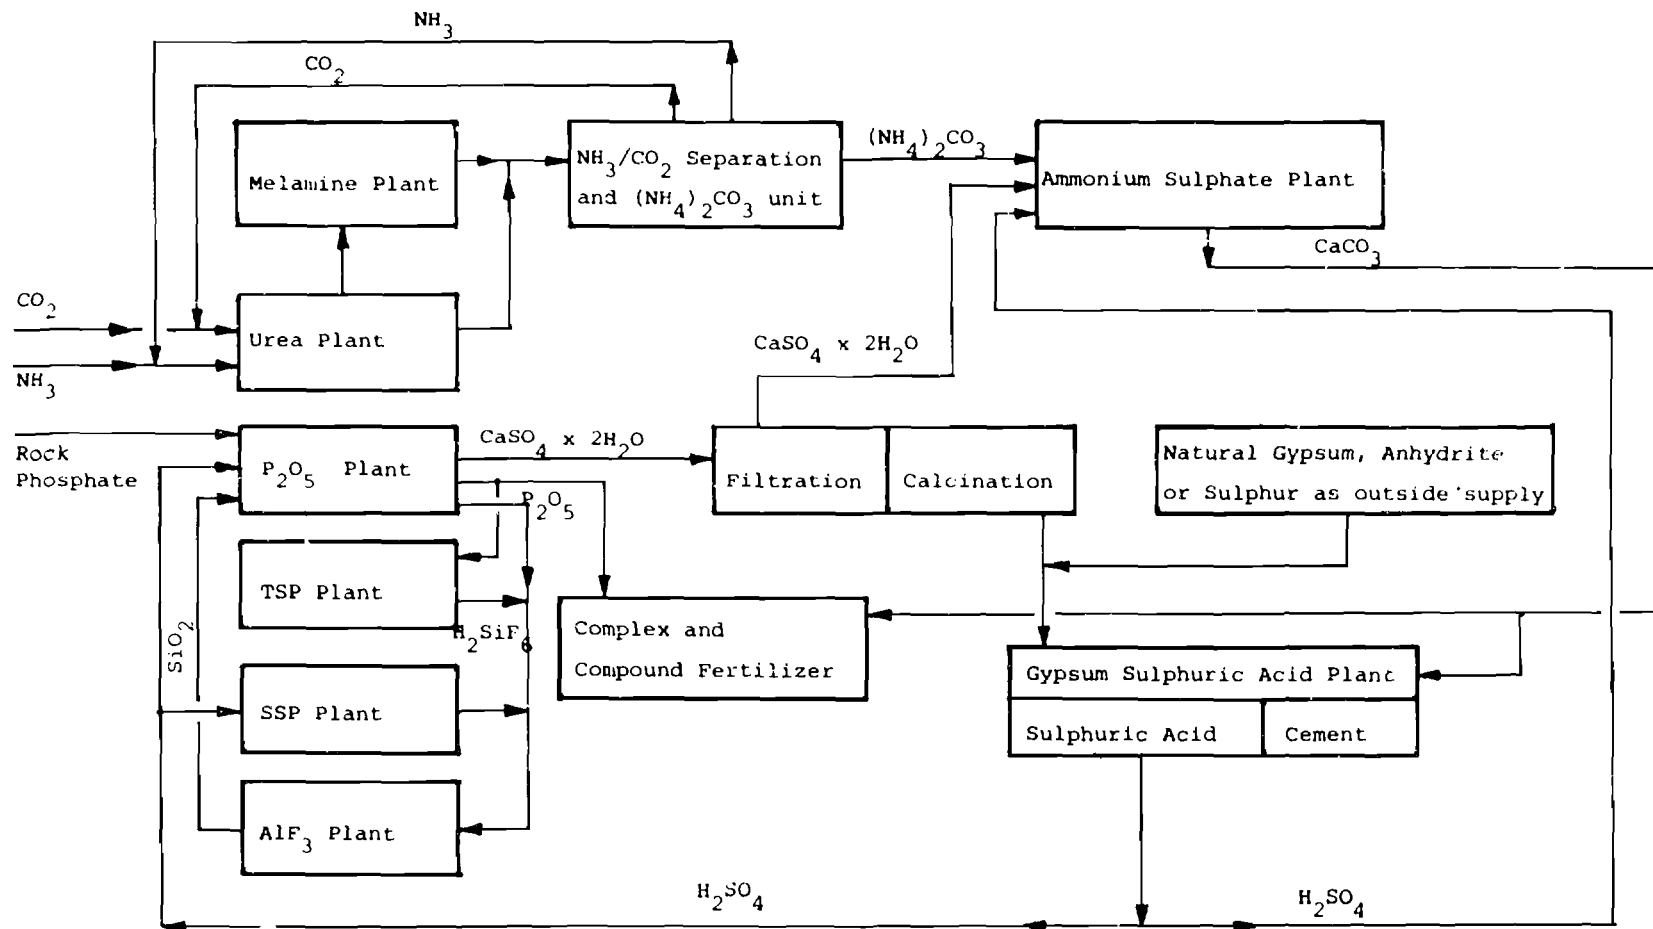 NH₃
CO₂
Melamine Plant
NH₃/CO₂ Separation
and (NH₄)₂CO₃ unit
(NH₄)₂CO₃
Ammonium Sulphate Plant
CaCO₃
CO₂
NH₃
Urea Plant
CaSO₄ x 2H₂O
Rock
Phosphate
P₂O₅ Plant
CaSO₄ x 2H₂O
P₂O₅
Filtration
Calcination
Natural Gypsum, Anhydrite
or Sulphur as outside supply
TSP Plant
H₂SiF₆
SiO₂
Complex and
Compound Fertilizer
Gypsum Sulphuric Acid Plant
Sulphuric Acid
Cement
SSP Plant
AlF₃ Plant
H₂SO₄
H₂SO₄